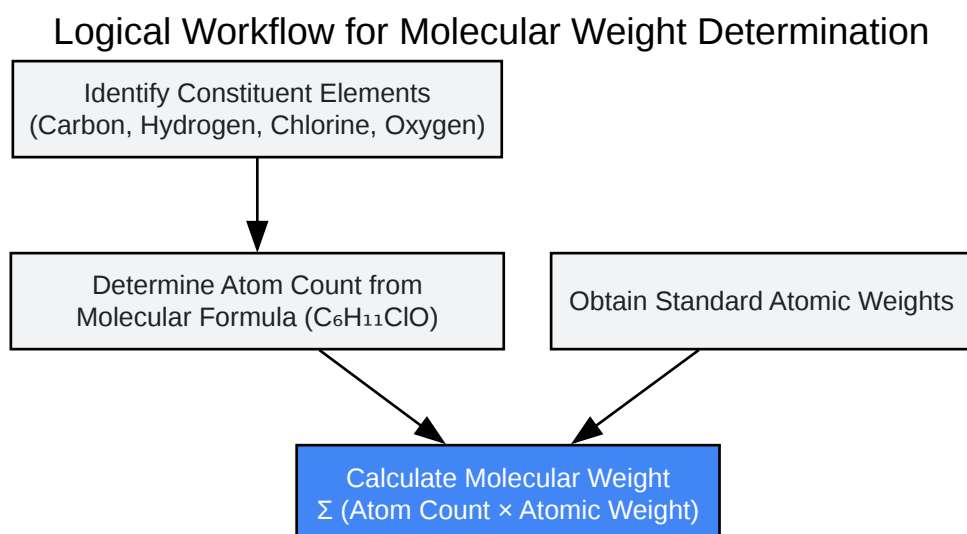 Logical Workflow for Molecular Weight Determination
Identify Constituent Elements
(Carbon, Hydrogen, Chlorine, Oxygen)
Determine Atom Count from
Molecular Formula (C₆H₁₁ClO)
Obtain Standard Atomic Weights
Calculate Molecular Weight
Σ (Atom Count × Atomic Weight)